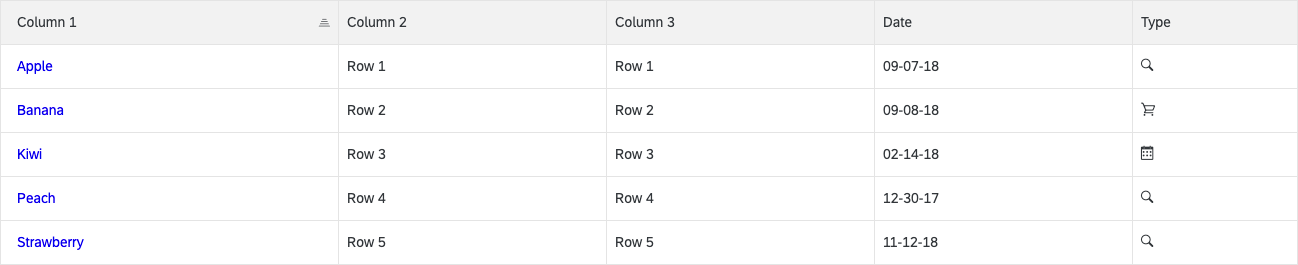 Column 1 Column 2 Column 3 Date Type
Apple Row 1 Row 1 09-07-18
Banana Row 2 Row 2 09-08-18
Kiwi Row 3 Row 3 02-14-18
Peach Row 4 Row 4 12-30-17
Strawberry Row 5 Row 5 11-12-18